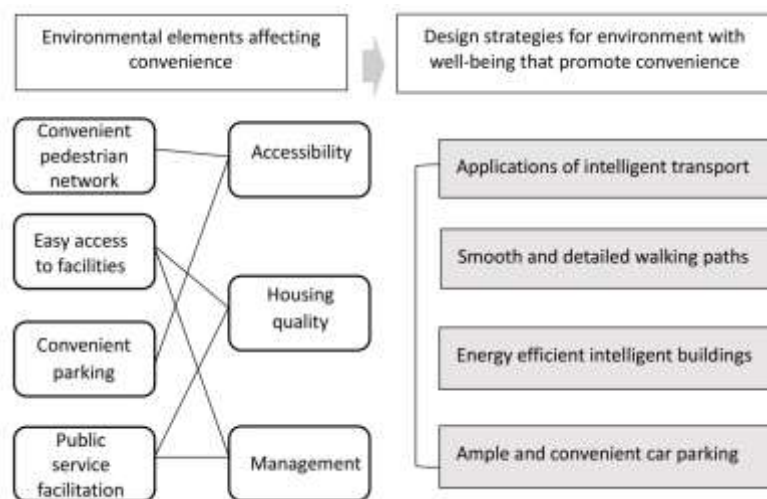 Environmental elements affecting
convenience
Design strategies for environment with
well-being that promote convenience
Convenient
pedestrian
network
Accessibility
Easy access
to facilities
Housing
quality
Convenient
parking
Public
service
facilitation
Management
Applications of intelligent transport
Smooth and detailed walking paths
Energy efficient intelligent buildings
Ample and convenient car parking